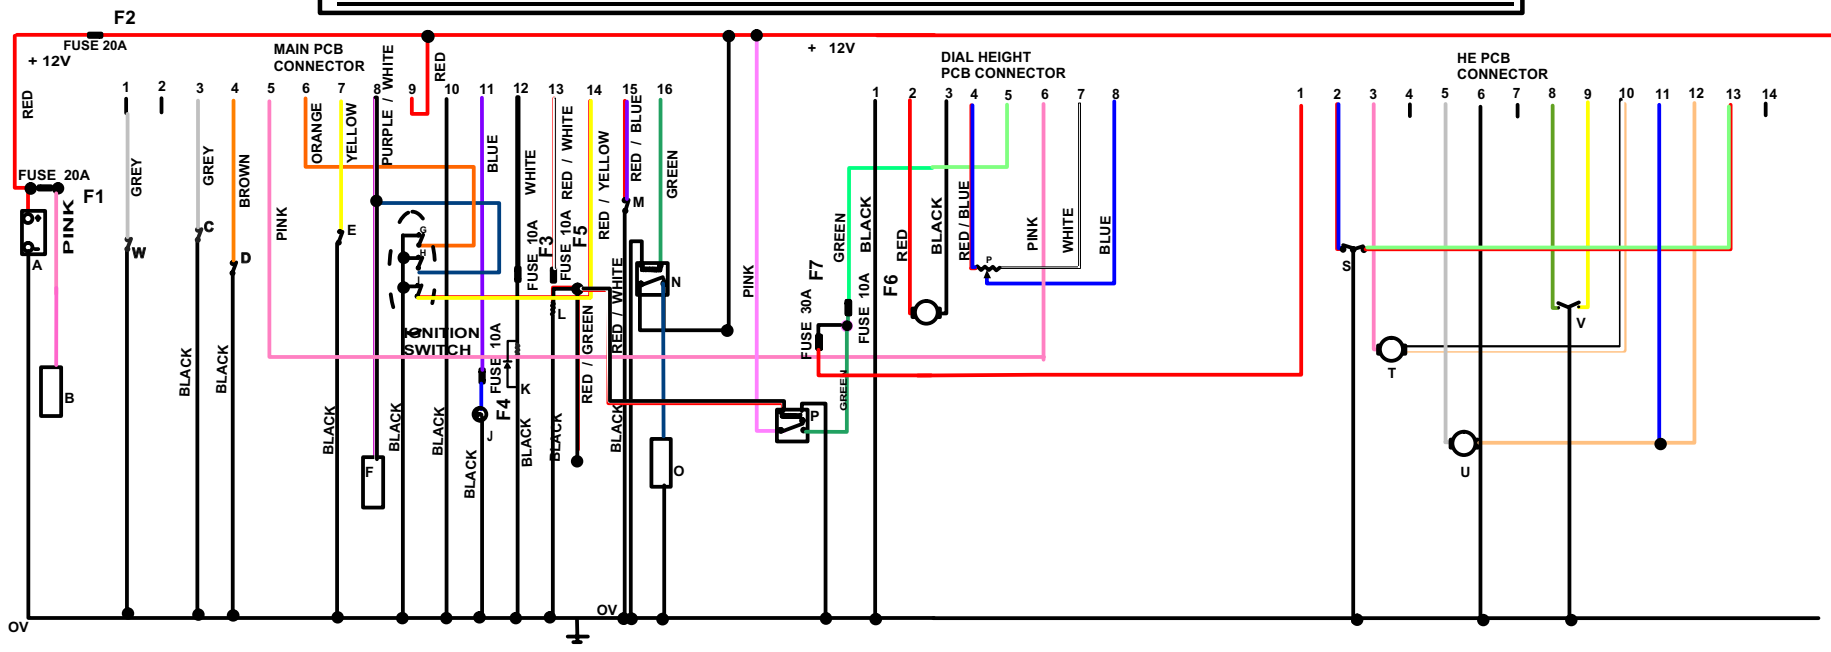 F2
FUSE 20A
+ 12V
RED
MAIN PCB
CONNECTOR
PURPLE / WHITE
RED
+ 12V
DIAL HEIGHT
PCB CONNECTOR
HE PCB
CONNECTOR
1 2 3 4 5 6 7 8 9 10 11 12 13 14 15 16
1 2 3 4 5 6 7 8
1 2 3 4 5 6 7 8 9 10 11 12 13 14
GREY
GREY
BROWN
PINK
ORANGE
YELLOW
BLUE
WHITE
RED / WHITE
RED / YELLOW
RED / BLUE
GREEN
FUSE 20A
F1
PINK
A
B
W
C
D
E
F
G
H
I
IGNITION
SWITCH
FUSE 10A
F3
FUSE 10A
F5
FUSE 10A
F4
J
K
L
M
N
O
RED / GREEN
RED / WHITE
BLACK
BLACK
BLACK
BLACK
BLACK
BLACK
BLACK
BLACK
BLACK
PINK
FUSE 30A
F7
GREEN
FUSE 10A
F6
GREEN
P
BLACK
RED
BLACK
RED / BLUE
P
PINK
WHITE
BLUE
S
T
U
V
OV
OV